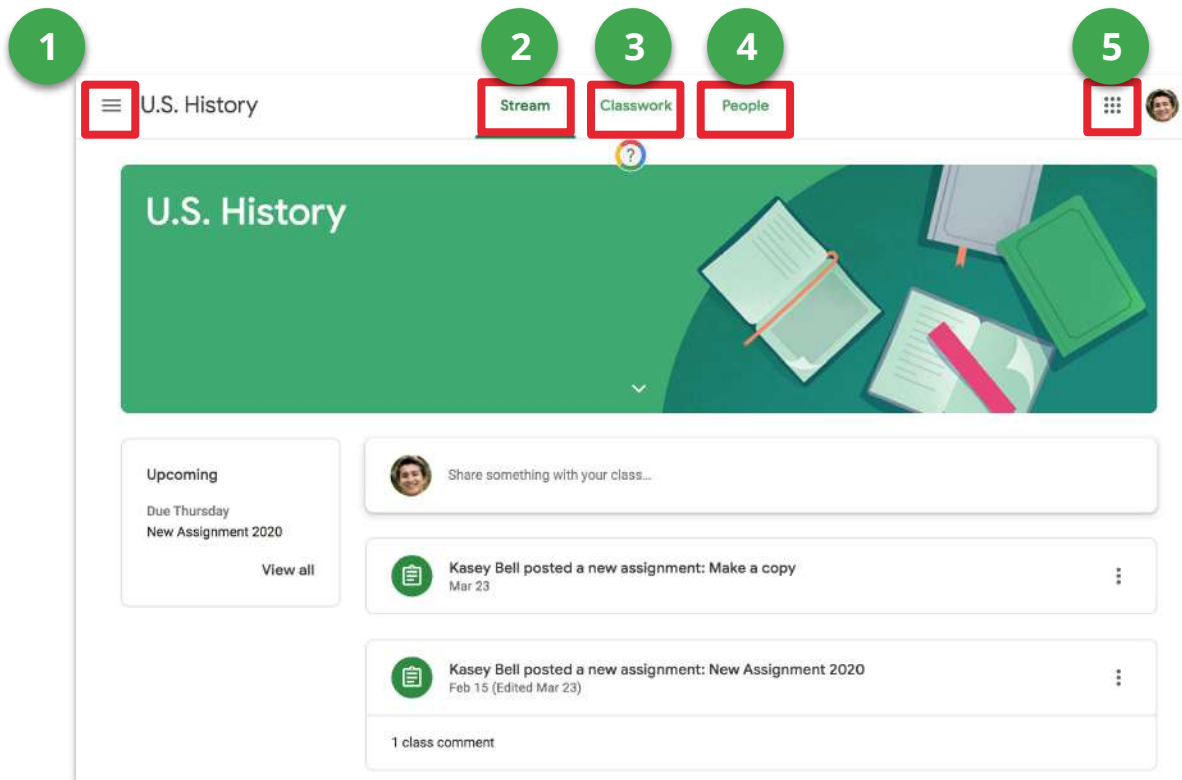 1
2
3
4
5
U.S. History
Stream
Classwork
People
?
U.S. History
Upcoming
Due Thursday
New Assignment 2020
View all
Share something with your class...
Kasey Bell posted a new assignment: Make a copy
Mar 23
Kasey Bell posted a new assignment: New Assignment 2020
Feb 15 (Edited Mar 23)
1 class comment